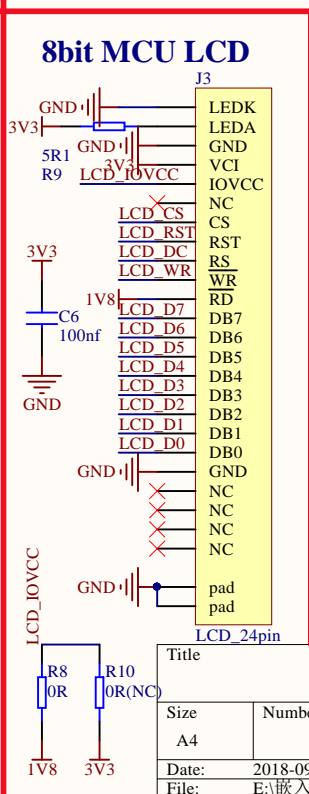 8bit MCU LCD
J3
GND LEDK
3V3 LEDA
5R1 GND GND
R9 3V3 VCI
LCD_IOVCC IOVCC
NC
LCD_CS CS
LCD_RST RST
LCD_DC RS
LCD_WR WR
1V8 RD
LCD_D7 DB7
LCD_D6 DB6
LCD_D5 DB5
LCD_D4 DB4
LCD_D3 DB3
LCD_D2 DB2
LCD_D1 DB1
LCD_D0 DB0
GND GND
NC
NC
NC
NC
GND pad
pad
LCD_24pin
3V3
C6
100nf
GND
LCD_IOVCC
R8 R10
0R 0R(NC)
1V8 3V3
Title
Size Numb
A4
Date: 2018-09
File: E:\嵌入